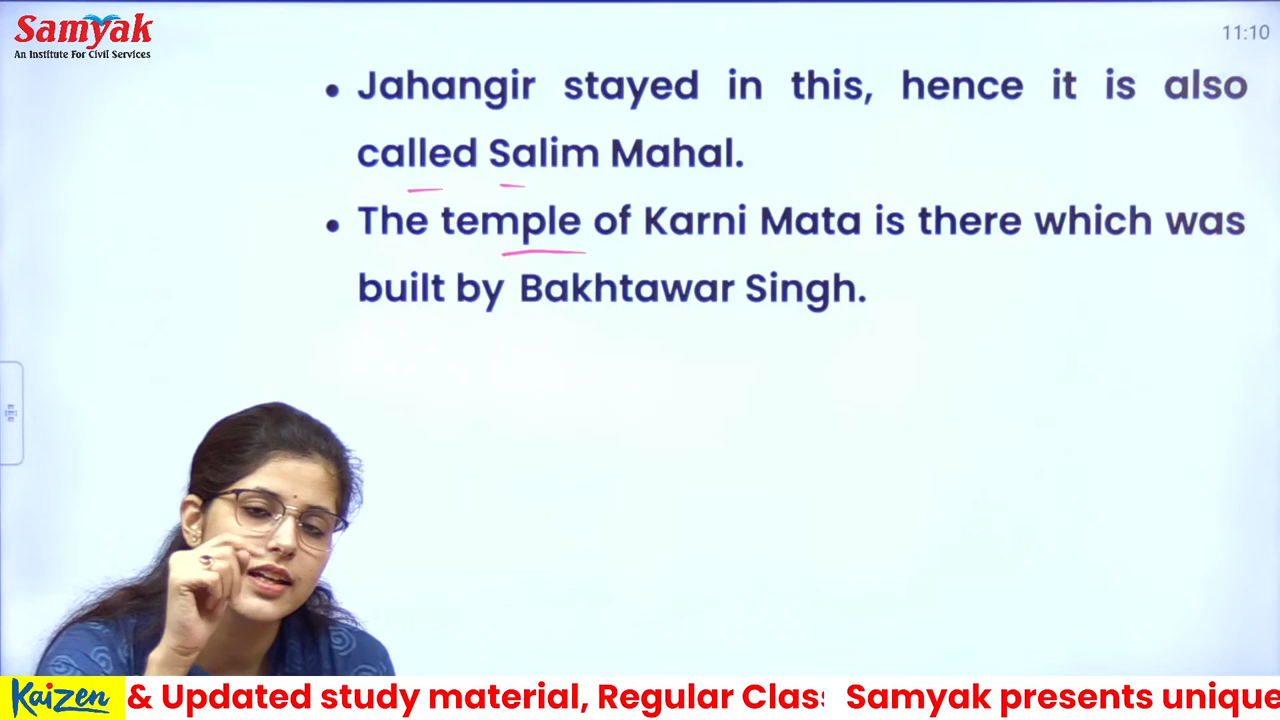 Samyak
An Institute For Civil Services
11:10
• Jahangir stayed in this, hence it is also
called Salim Mahal.
• The temple of Karni Mata is there which was
built by Bakhtawar Singh.
Kaizen
& Updated study material, Regular Clas
Samyak presents unique